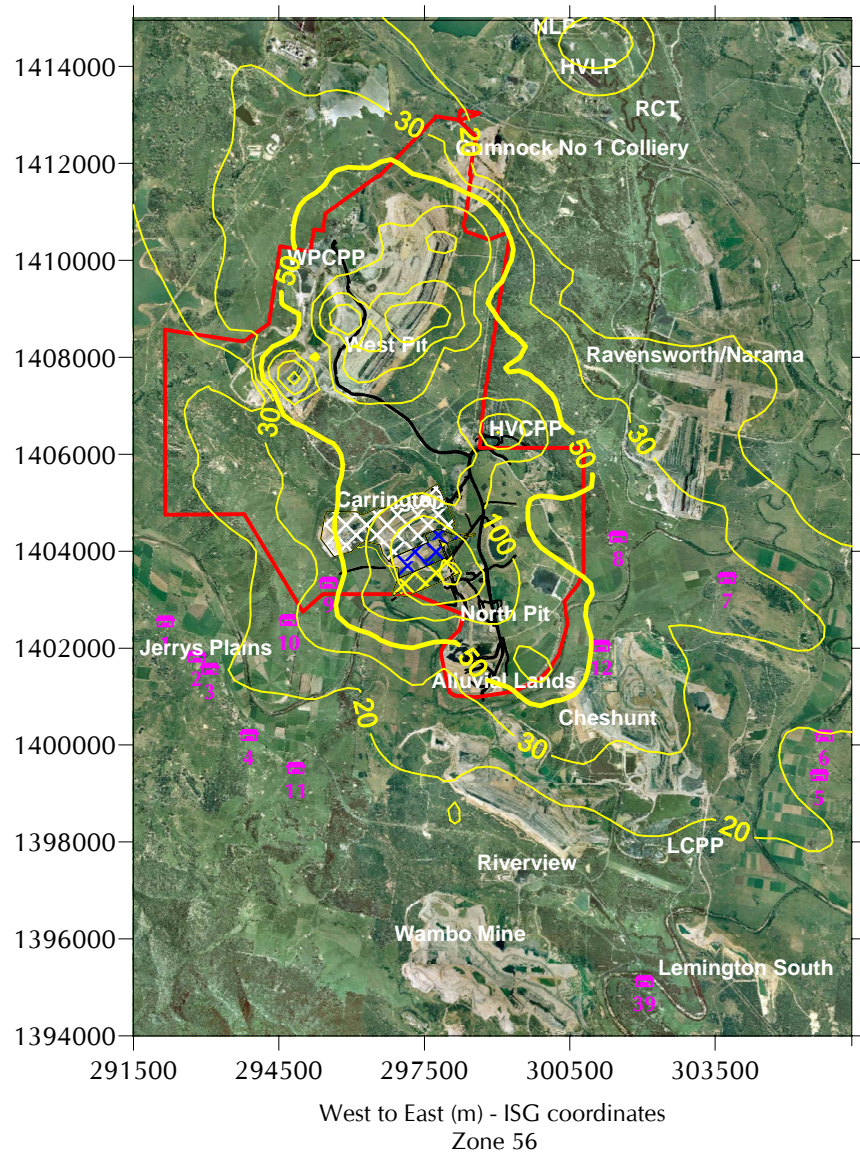 NLP
1414000
HVLP
RCT
30
20
1412000
Cumnock No 1 Colliery
1410000
WPCPP
50
1408000
West Pit
Ravensworth/Narama
30
HVCPP
30
50
1406000
Carrington
100
1404000
8
7
9
North Pit
1402000
1
10
Jerrys Plains
2
3
12
50
Alluvial Lands
20
Cheshunt
30
1400000
4
6
11
5
20
1398000
LCPP
Riverview
1396000
Wambo Mine
Lemington South
39
1394000
291500 294500 297500 300500 303500
West to East (m) - ISG coordinates
Zone 56